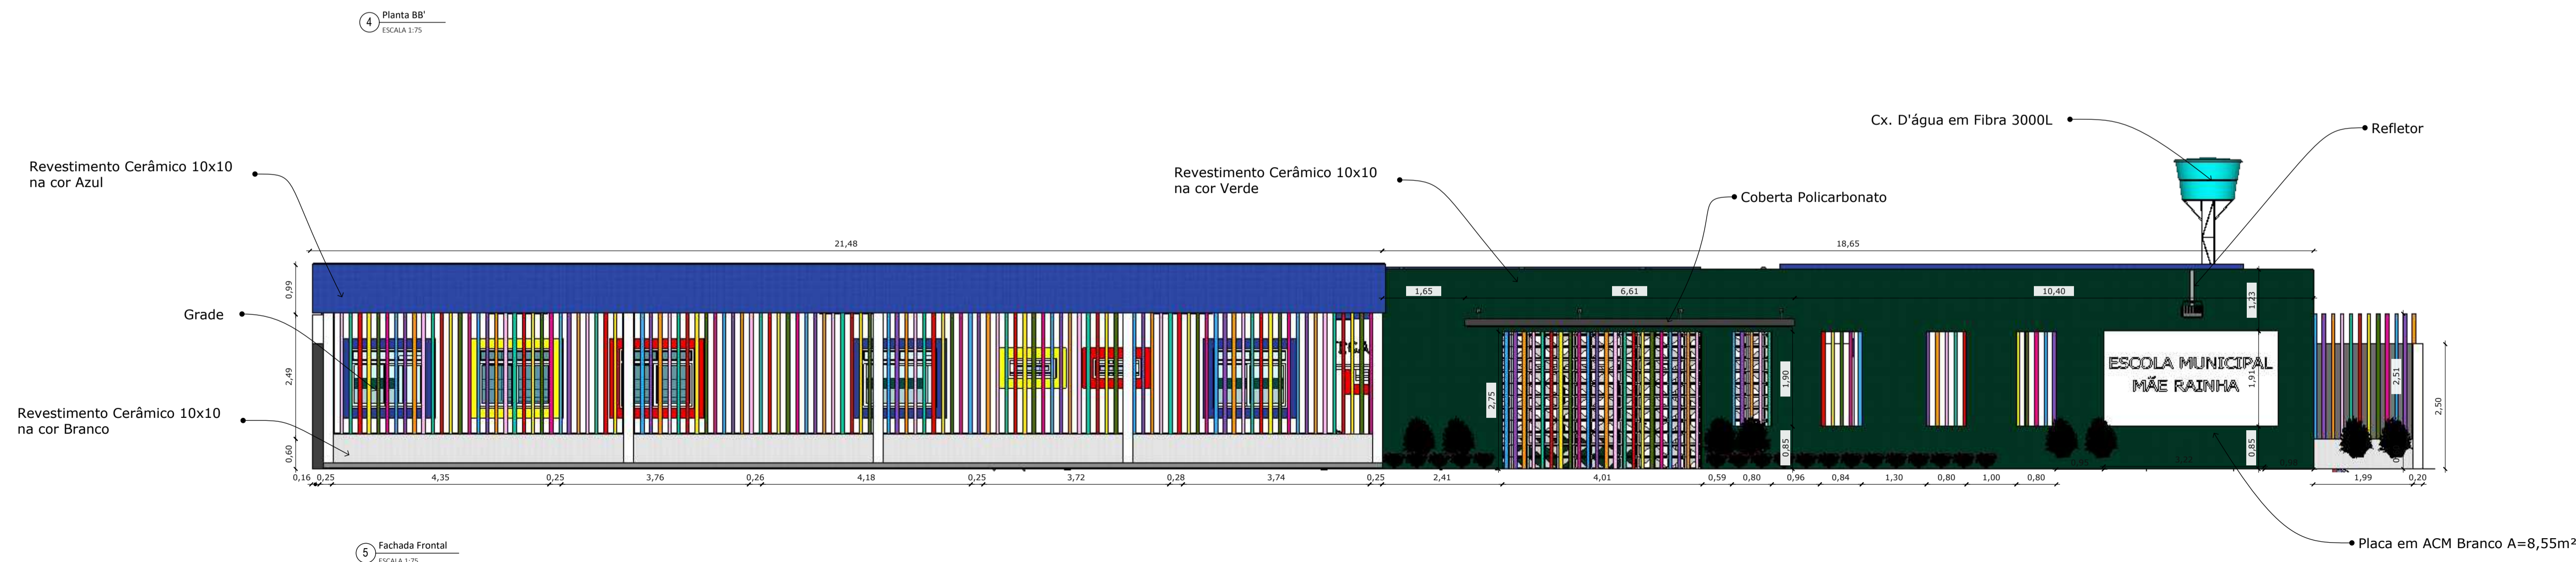 4
Planta BB'
ESCALA 1:75
Cx. D'água em Fibra 3000L
Refletor
Revestimento Cerâmico 10x10
na cor Azul
Revestimento Cerâmico 10x10
na cor Verde
Coberta Policarbonato
21,48
18,65
0,99
1,65
6,61
10,40
1,23
Grade
TECA
ESCOLA MUNICIPAL
MÃE RAINHA
2,49
2,75
1,90
1,91
2,51
2,50
Revestimento Cerâmico 10x10
na cor Branco
0,60
0,85
0,85
0,16 0,25 4,35 0,25 3,76 0,26 4,18 0,25 3,72 0,28 3,74 0,25 2,41 4,01 0,59 0,80 0,96 0,84 1,30 0,80 1,00 0,80 1,99 0,20
Placa em ACM Branco A=8,55m²
5
Fachada Frontal
ESCALA 1:75